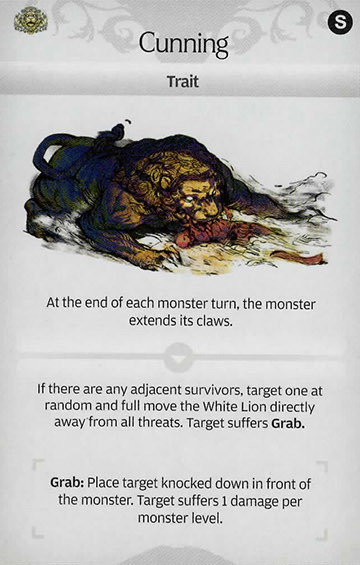 S
Cunning
Trait
At the end of each monster turn, the monster
extends its claws.
If there are any adjacent survivors, target one at
random and full move the White Lion directly
away from all threats. Target suffers Grab.
Grab: Place target knocked down in front of
the monster. Target suffers 1 damage per
monster level.